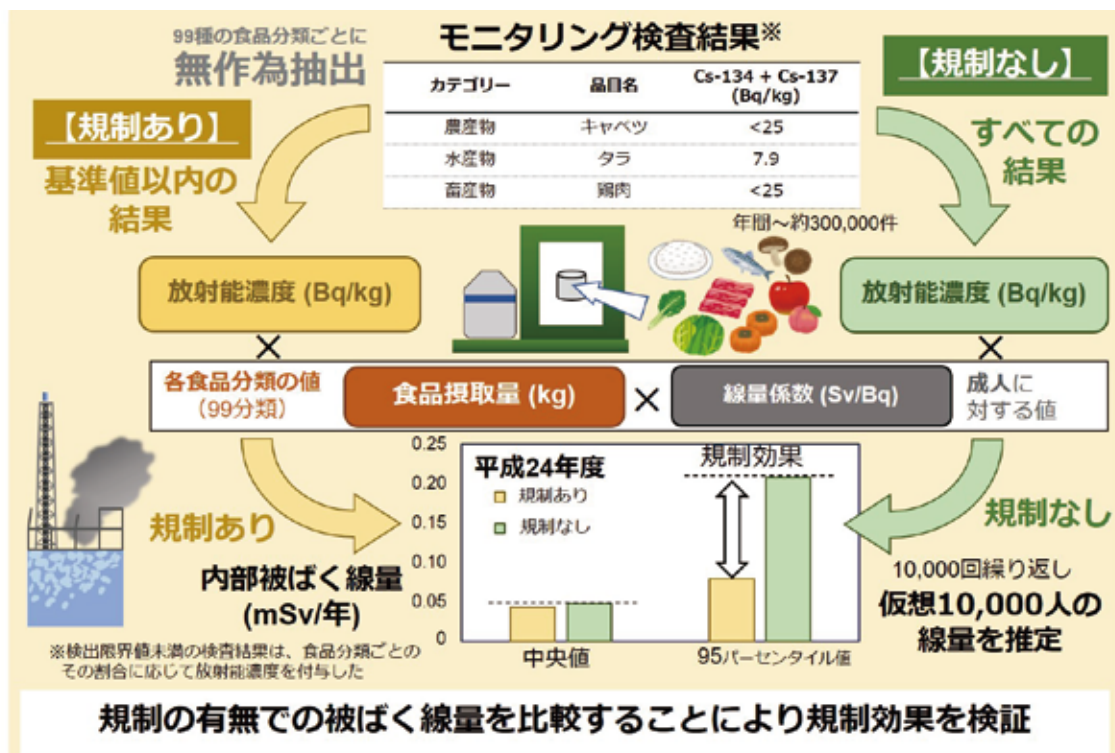 99種の食品分類ごとに
無作為抽出
モニタリング検査結果※
カテゴリー 品目名 Cs-134 + Cs-137
(Bq/kg)
農産物 キャベツ <25
水産物 タラ 7.9
畜産物 鶏肉 <25
年間～約300,000件
【規制あり】
基準値以内の
結果
【規制なし】
すべての
結果
放射能濃度 (Bq/kg)
放射能濃度 (Bq/kg)
×
×
各食品分類の値
（99分類）
食品摂取量 (kg)
×
線量係数 (Sv/Bq)
成人に
対する値
規制あり
内部被ばく線量
(mSv/年)
0.25
0.20
0.15
0.10
0.05
0
平成24年度
規制あり
規制なし
規制効果
中央値
95パーセンタイル値
規制なし
10,000回繰り返し
仮想10,000人の
線量を推定
※検出限界値未満の検査結果は、食品分類ごとの
その割合に応じて放射能濃度を付与した
規制の有無での被ばく線量を比較することにより規制効果を検証